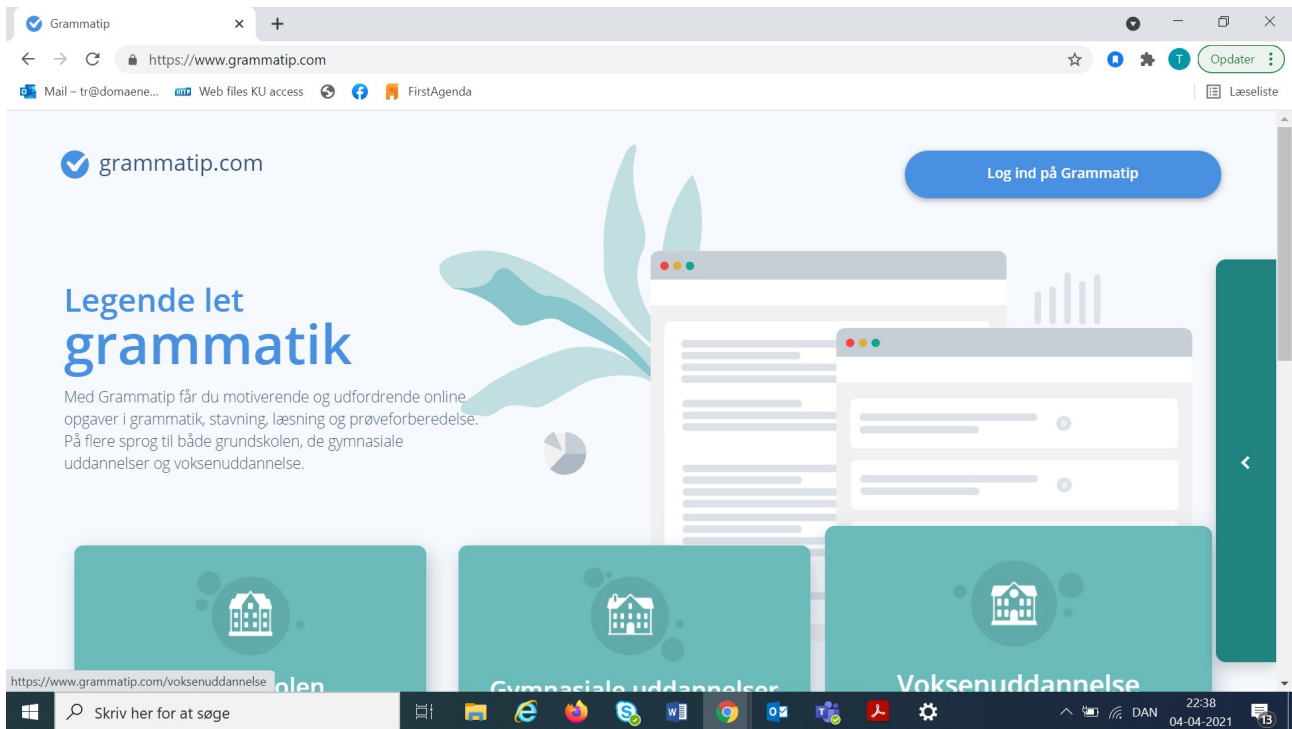 Grammatip
https://www.grammatip.com
Opdater
Mail – tr@domaene...
Web files KU access
FirstAgenda
Læseliste
grammatip.com
Log ind på Grammatip
Legende let
grammatik
Med Grammatip får du motiverende og udfordrende online
opgaver i grammatik, stavning, læsning og prøveforberedelse.
På flere sprog til både grundskolen, de gymnasiale
uddannelser og voksenuddannelse.
olen
Gymnasiale uddannelser
Voksenuddannelse
https://www.grammatip.com/voksenuddannelse
Skriv her for at søge
DAN
22:38
04-04-2021
13